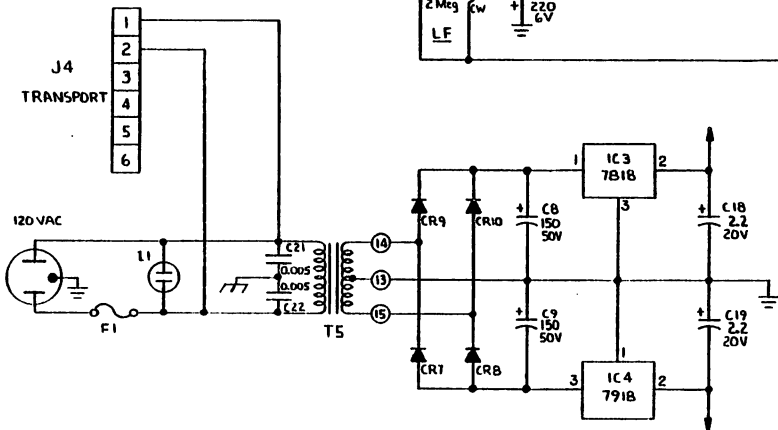 2 Meg
CW
+
220
6V
LF
1
2
3
4
5
6
J4
TRANSPORT
120 VAC
I1
F1
C21
0.005
0.005
C22
T5
14
13
15
CR9
CR10
CR7
CR8
+
C8
150
50V
+
C9
150
50V
1
IC3
7818
2
3
1
IC4
7918
3
2
+
C18
2.2
20V
+
C19
2.2
20V